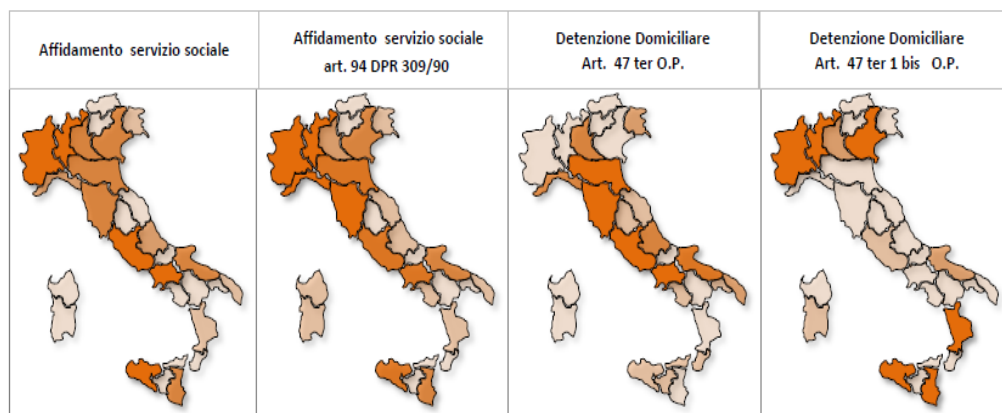 Affidamento servizio sociale
Affidamento servizio sociale
art. 94 DPR 309/90
Detenzione Domiciliare
Art. 47 ter O.P.
Detenzione Domiciliare
Art. 47 ter 1 bis O.P.